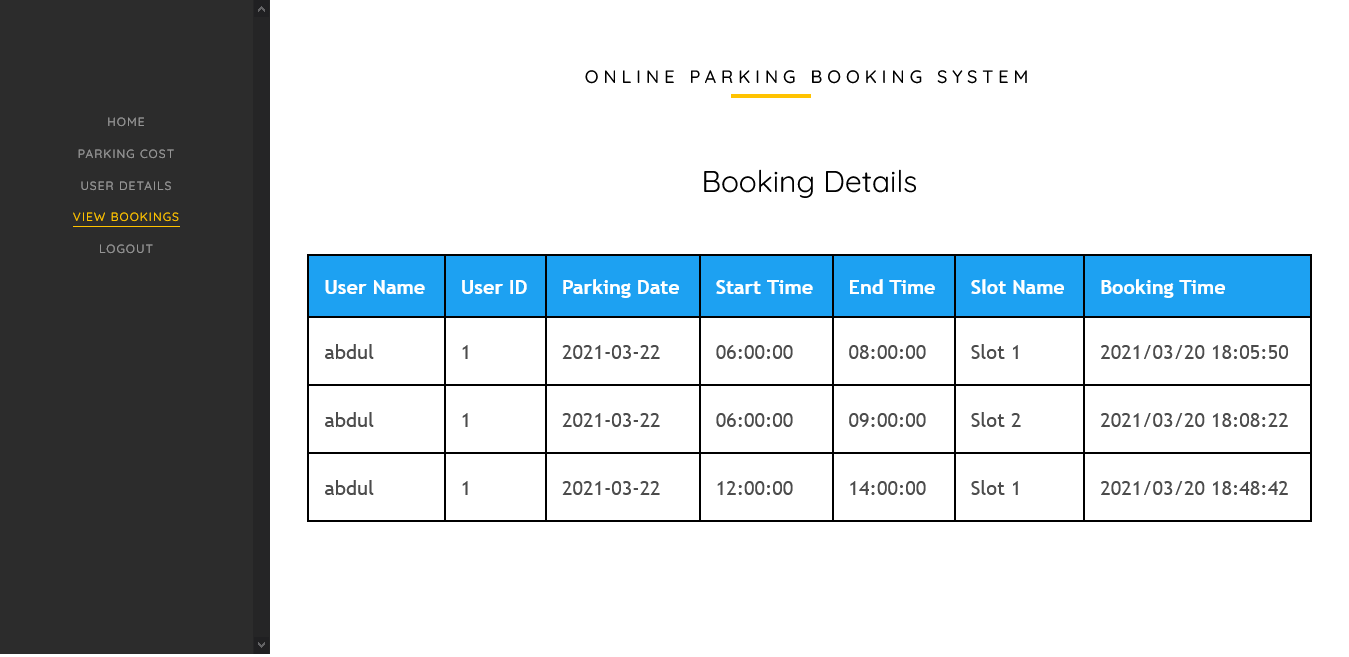 HOME
PARKING COST
USER DETAILS
VIEW BOOKINGS
LOGOUT
ONLINE PARKING BOOKING SYSTEM
Booking Details
User Name User ID Parking Date Start Time End Time Slot Name Booking Time
abdul 1 2021-03-22 06:00:00 08:00:00 Slot 1 2021/03/20 18:05:50
abdul 1 2021-03-22 06:00:00 09:00:00 Slot 2 2021/03/20 18:08:22
abdul 1 2021-03-22 12:00:00 14:00:00 Slot 1 2021/03/20 18:48:42